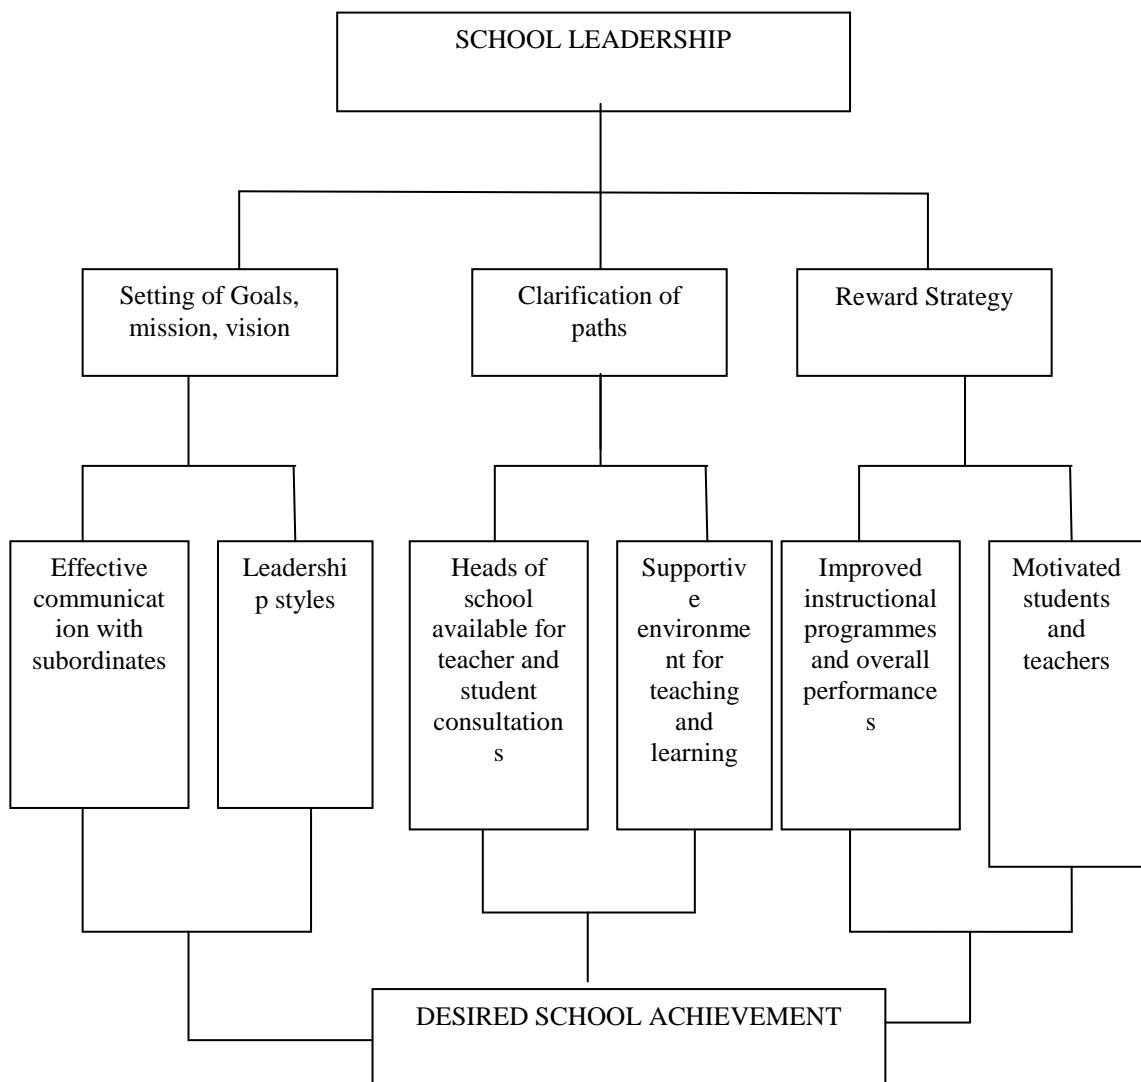 SCHOOL LEADERSHIP
Setting of Goals,
mission, vision
Clarification of
paths
Reward Strategy
Effective
communicat
ion with
subordinates
Leadershi
p styles
Heads of
school
available for
teacher and
student
consultation
s
Supportiv
e
environme
nt for
teaching
and
learning
Improved
instructional
programmes
and overall
performance
s
Motivated
students
and
teachers
DESIRED SCHOOL ACHIEVEMENT